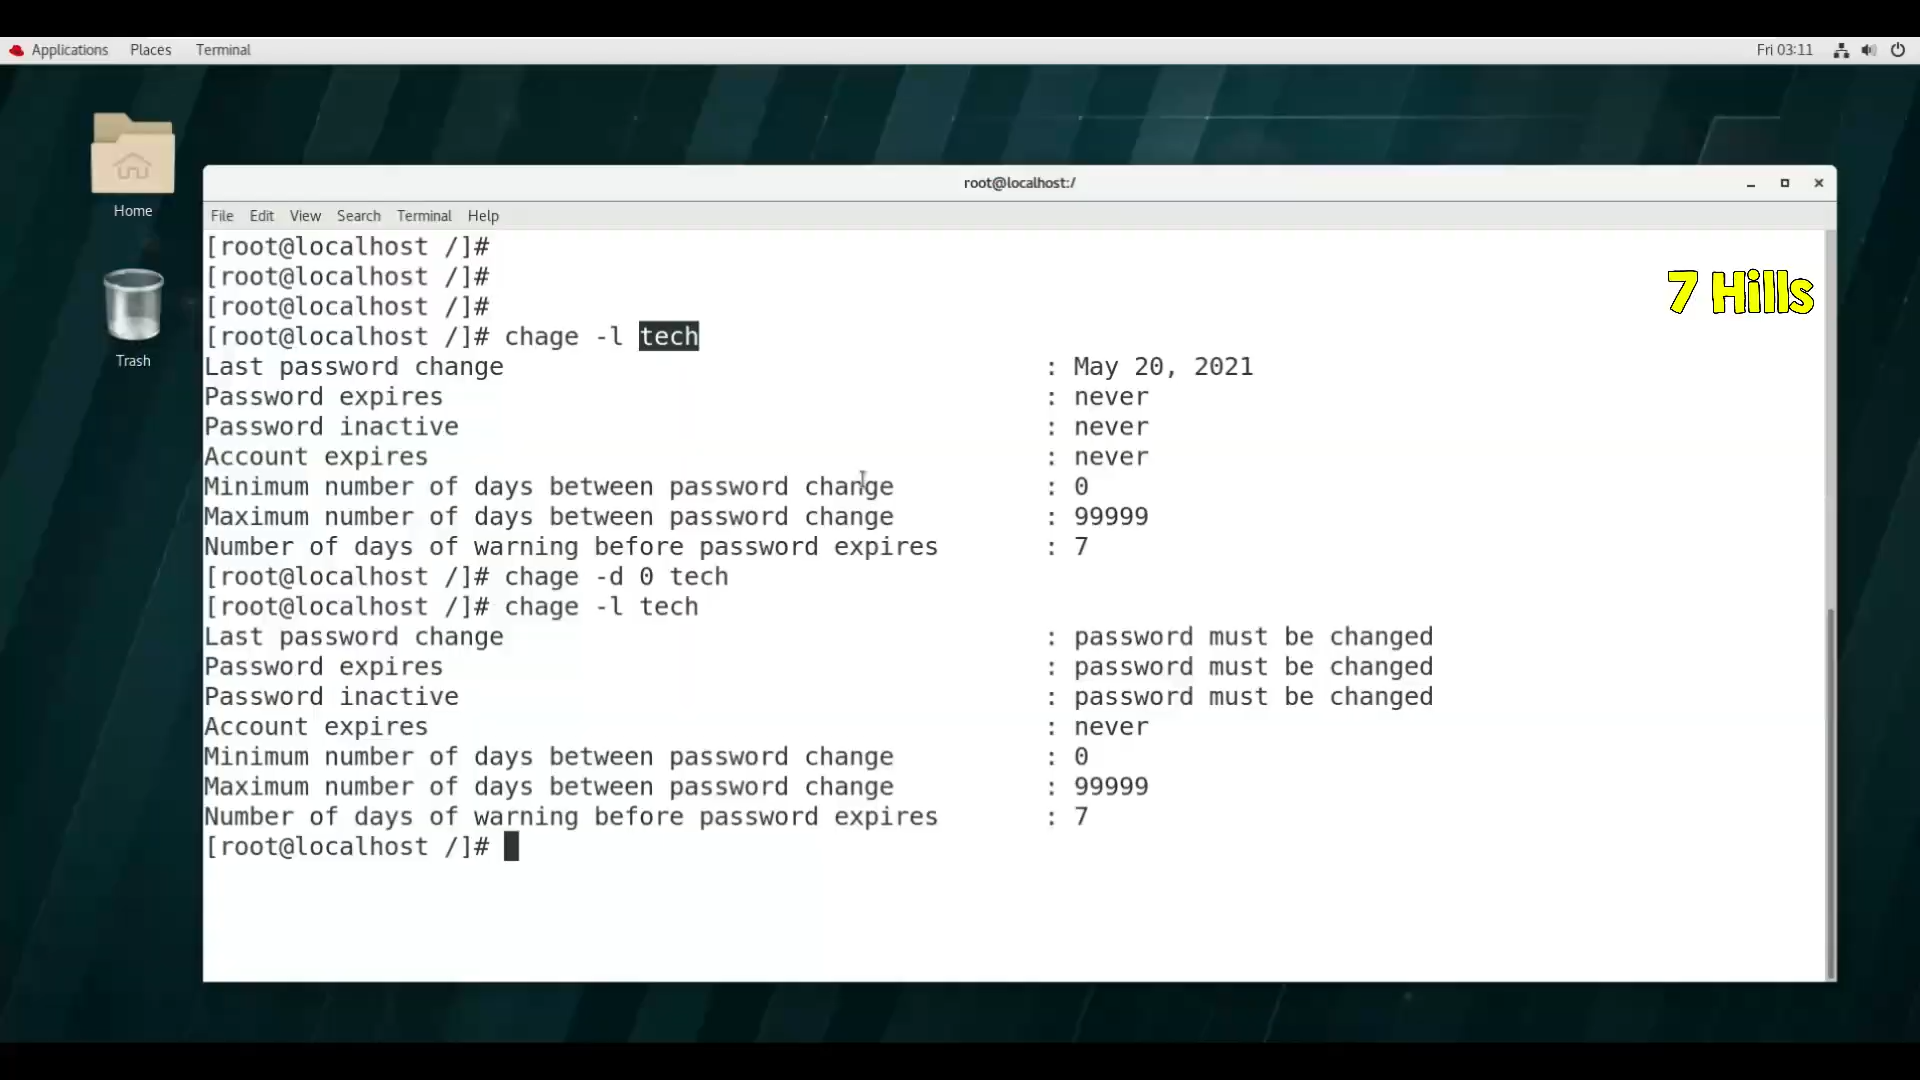 Applications Places Terminal Fri 03:11
Home
Trash
root@localhost:/
File Edit View Search Terminal Help
[root@localhost /]#
[root@localhost /]#
[root@localhost /]#
[root@localhost /]# chage -l tech
Last password change : May 20, 2021
Password expires : never
Password inactive : never
Account expires : never
Minimum number of days between password change : 0
Maximum number of days between password change : 99999
Number of days of warning before password expires : 7
[root@localhost /]# chage -d 0 tech
[root@localhost /]# chage -l tech
Last password change : password must be changed
Password expires : password must be changed
Password inactive : password must be changed
Account expires : never
Minimum number of days between password change : 0
Maximum number of days between password change : 99999
Number of days of warning before password expires : 7
[root@localhost /]#
7 Hills